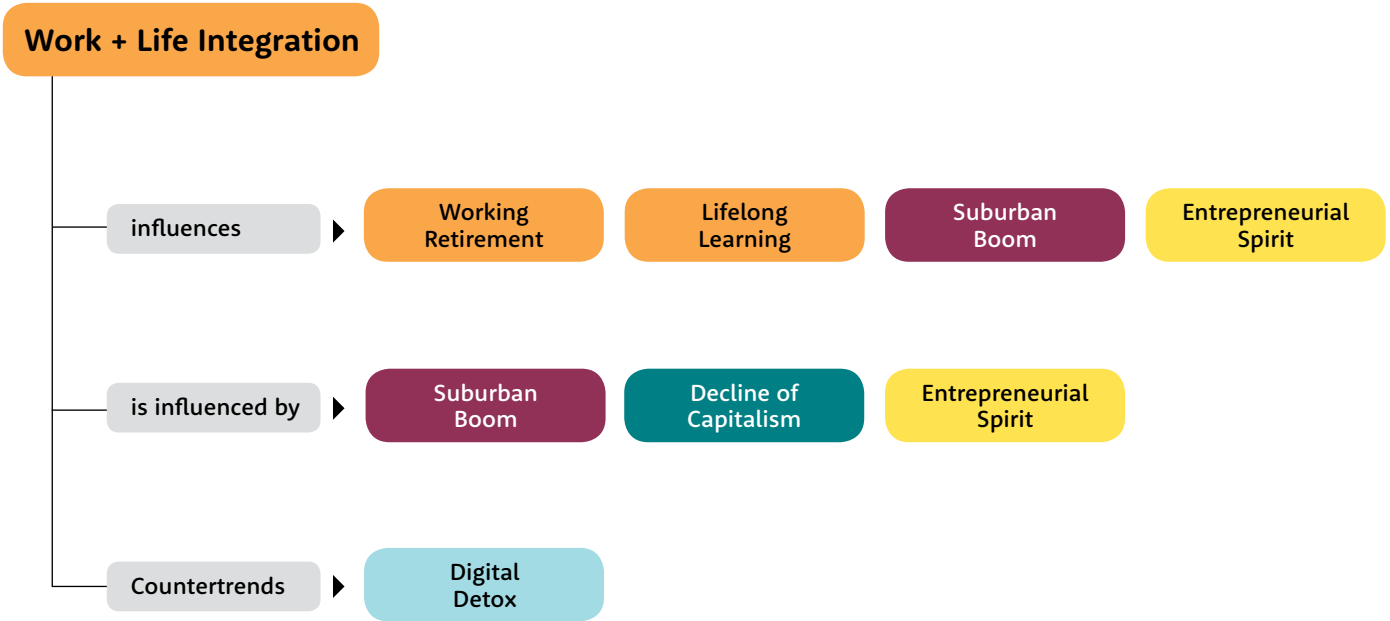 Work + Life Integration
influences
Working
Retirement
Lifelong
Learning
Suburban
Boom
Entrepreneurial
Spirit
is influenced by
Suburban
Boom
Decline of
Capitalism
Entrepreneurial
Spirit
Countertrends
Digital
Detox